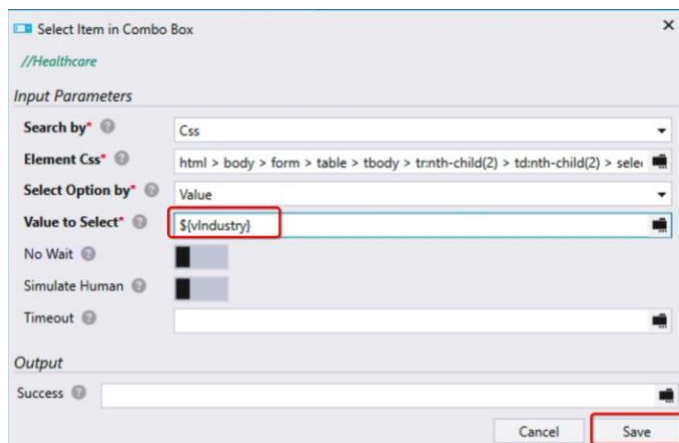 Select Item in Combo Box
//Healthcare
Input Parameters
Search by* Css
Element Css* html > body > form > table > tbody > tr:nth-child(2) > td:nth-child(2) > selec
Select Option by* Value
Value to Select* ${vIndustry}
No Wait
Simulate Human
Timeout
Output
Success
Cancel Save